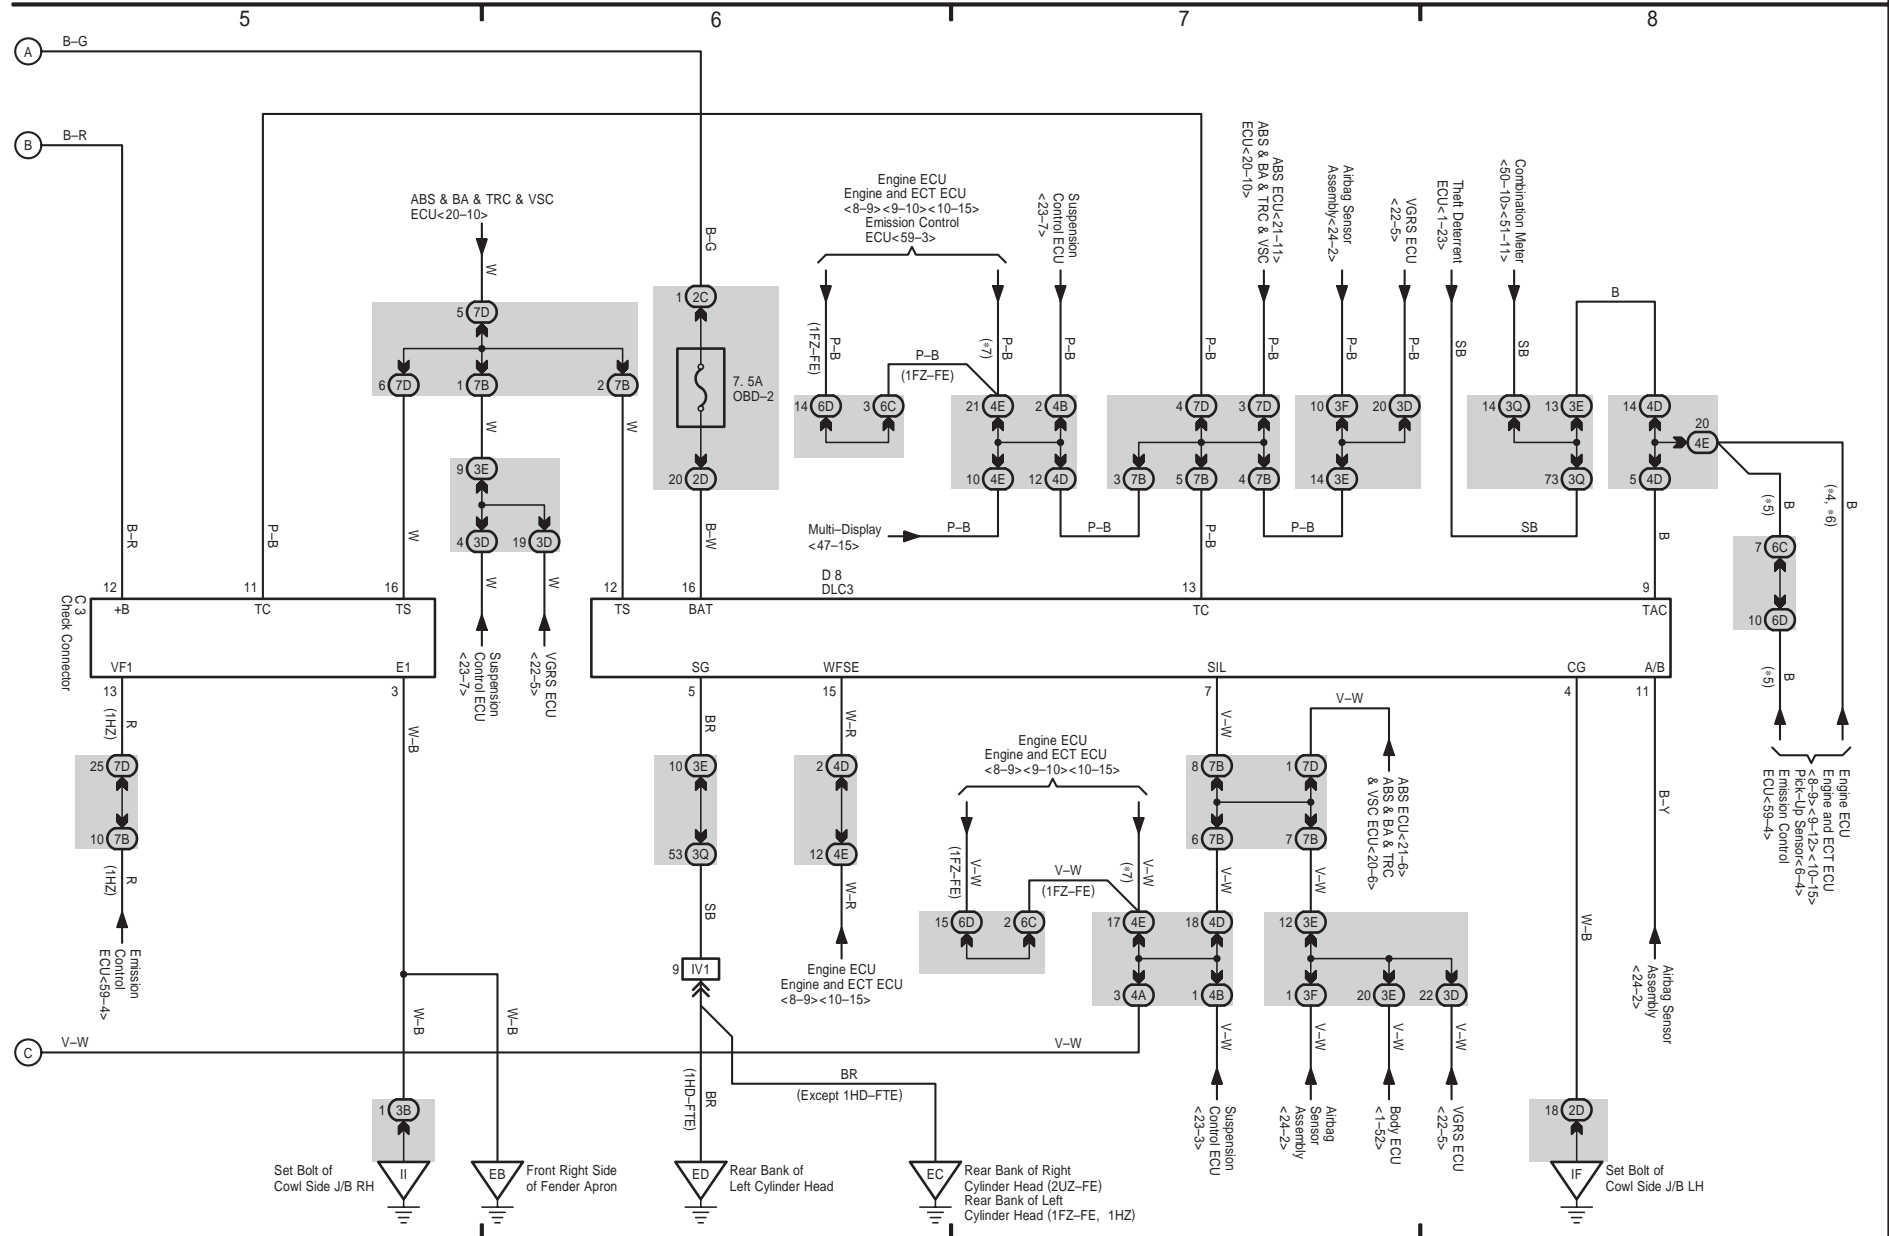 5
6
7
8
A
B–G
B
B–R
ABS & BA & TRC & VSC
ECU<20–10>
W
5 7D
6 7D
1 7B
2 7B
W
W
9 3E
4 3D
19 3D
W
W
W
B–R
P–B
B–G
1 2C
7. 5A
OBD–2
20 2D
B–W
Engine ECU
Engine and ECT ECU
<8–9><9–10><10–15>
Emission Control
ECU<59–3>
Suspension
Control ECU
<23–7>
P–B
(1FZ–FE)
P–B
(1FZ–FE)
P–B
(*7)
P–B
14 6D
3 6C
21 4E
2 4B
10 4E
12 4D
Multi–Display
<47–15>
P–B
P–B
ABS ECU<21–11>
ABS & BA & TRC & VSC
ECU<20–10>
Airbag Sensor
Assembly<24–2>
VGRS ECU
<22–5>
Theft Deterrent
ECU<1–23>
Combination Meter
<50–10><51–11>
P–B
P–B
P–B
P–B
SB
SB
B
4 7D
3 7D
10 3F
20 3D
14 3Q
13 3E
14 4D
20
4E
3 7B
5 7B
4 7B
14 3E
73 3Q
5 4D
P–B
P–B
SB
B
B
(*5)
B
(*4, *6)
7 6C
10 6D
B
(*5)
Engine ECU
Engine and ECT ECU
<8–9><9–12><10–15>
Pick–Up Sensor<6–4>
Emission Control
ECU<59–4>
C 3
Check Connector
12
11
16
+B
TC
TS
VF1
E1
13
3
Suspension
Control ECU
<23–7>
VGRS ECU
<22–5>
D 8
DLC3
12
16
13
9
TS
BAT
TC
TAC
SG
WFSE
SIL
CG
A/B
5
15
7
4
11
R
(1HZ)
25 7D
10 7B
R
(1HZ)
Emission
Control
ECU<59–4>
W–B
W–B
W–B
BR
10 3E
53 3Q
SB
9 IV1
W–R
2 4D
12 4E
W–R
Engine ECU
Engine and ECT ECU
<8–9><10–15>
Engine ECU
Engine and ECT ECU
<8–9><9–10><10–15>
V–W
(1FZ–FE)
V–W
(1FZ–FE)
V–W
(*7)
15 6D
2 6C
17 4E
18 4D
3 4A
1 4B
V–W
V–W
8 7B
1 7D
6 7B
7 7B
V–W
V–W
ABS ECU<21–6>
ABS & BA & TRC
& VSC ECU<20–6>
12 3E
1 3F
20 3E
22 3D
V–W
V–W
V–W
V–W
Suspension
Control ECU
<23–3>
Airbag
Sensor
Assembly
<24–2>
Body ECU
<1–52>
VGRS ECU
<22–5>
W–B
B–Y
Airbag Sensor
Assembly
<24–2>
C
V–W
V–W
BR
(1HD–FTE)
BR
(Except 1HD–FTE)
1 3B
18 2D
II
Set Bolt of
Cowl Side J/B RH
EB
Front Right Side
of Fender Apron
ED
Rear Bank of
Left Cylinder Head
EC
Rear Bank of Right
Cylinder Head (2UZ–FE)
Rear Bank of Left
Cylinder Head (1FZ–FE, 1HZ)
IF
Set Bolt of
Cowl Side J/B LH